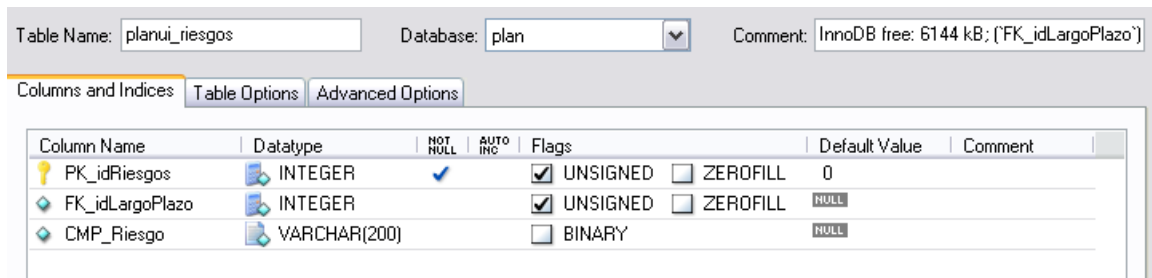 Table Name: planui_riesgos Database: plan Comment: InnoDB free: 6144 kB; (`FK_idLargoPlazo`)
Columns and Indices Table Options Advanced Options
Column Name Datatype NOT NULL AUTO INC Flags Default Value Comment
PK_idRiesgos INTEGER UNSIGNED ZEROFILL 0
FK_idLargoPlazo INTEGER UNSIGNED ZEROFILL NULL
CMP_Riesgo VARCHAR(200) BINARY NULL